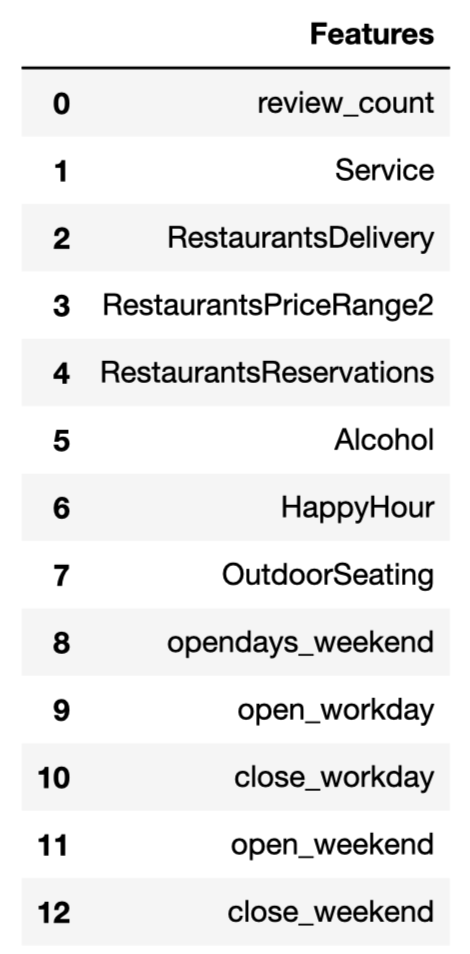 Features
0 review_count
1 Service
2 RestaurantsDelivery
3 RestaurantsPriceRange2
4 RestaurantsReservations
5 Alcohol
6 HappyHour
7 OutdoorSeating
8 opendays_weekend
9 open_workday
10 close_workday
11 open_weekend
12 close_weekend